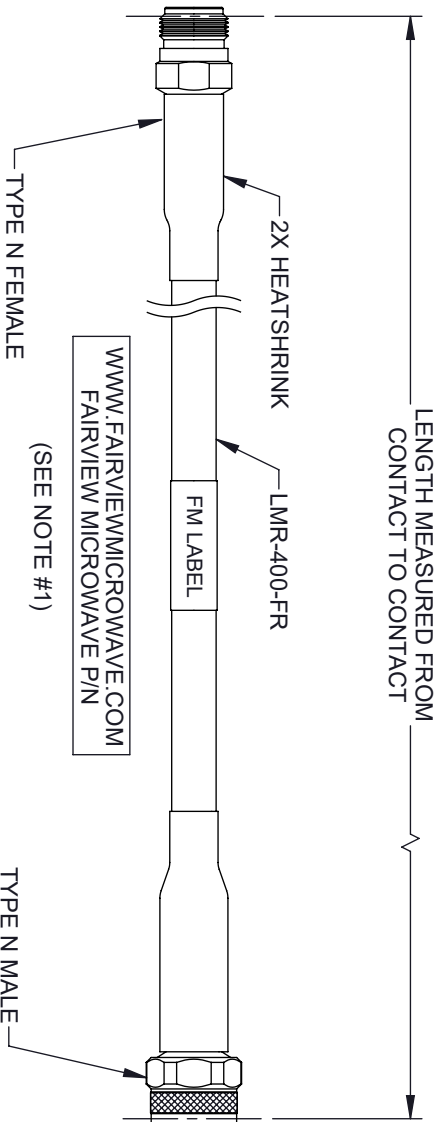 LENGTH MEASURED FROM
CONTACT TO CONTACT
2X HEATSHRINK
LMR-400-FR
FM LABEL
TYPE N FEMALE
WWW.FAIRVIEWMICROWAVE.COM
FAIRVIEW MICROWAVE P/N
(SEE NOTE #1)
TYPE N MALE